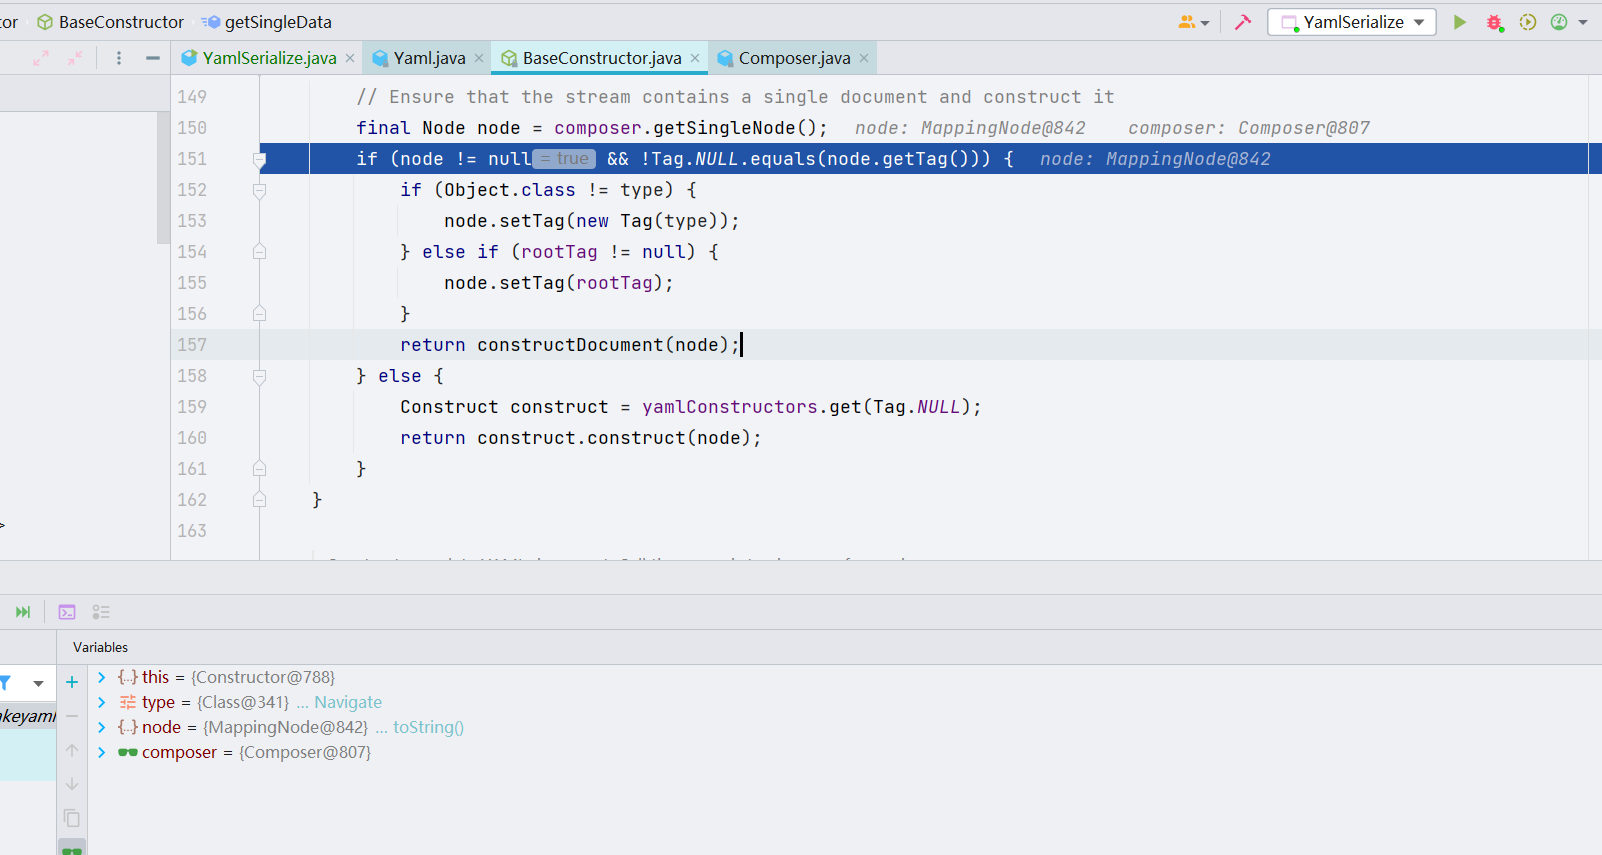 tor BaseConstructor getSingleData YamlSerialize
YamlSerialize.java Yaml.java BaseConstructor.java Composer.java
149 // Ensure that the stream contains a single document and construct it
150 final Node node = composer.getSingleNode(); node: MappingNode@842 composer: Composer@807
151 if (node != null = true && !Tag.NULL.equals(node.getTag())) { node: MappingNode@842
152 if (Object.class != type) {
153 node.setTag(new Tag(type));
154 } else if (rootTag != null) {
155 node.setTag(rootTag);
156 }
157 return constructDocument(node);
158 } else {
159 Construct construct = yamlConstructors.get(Tag.NULL);
160 return construct.construct(node);
161 }
162 }
163
>
Variables
this = {Constructor@788}
type = {Class@341} ... Navigate
akeyaml
node = {MappingNode@842} ... toString()
composer = {Composer@807}